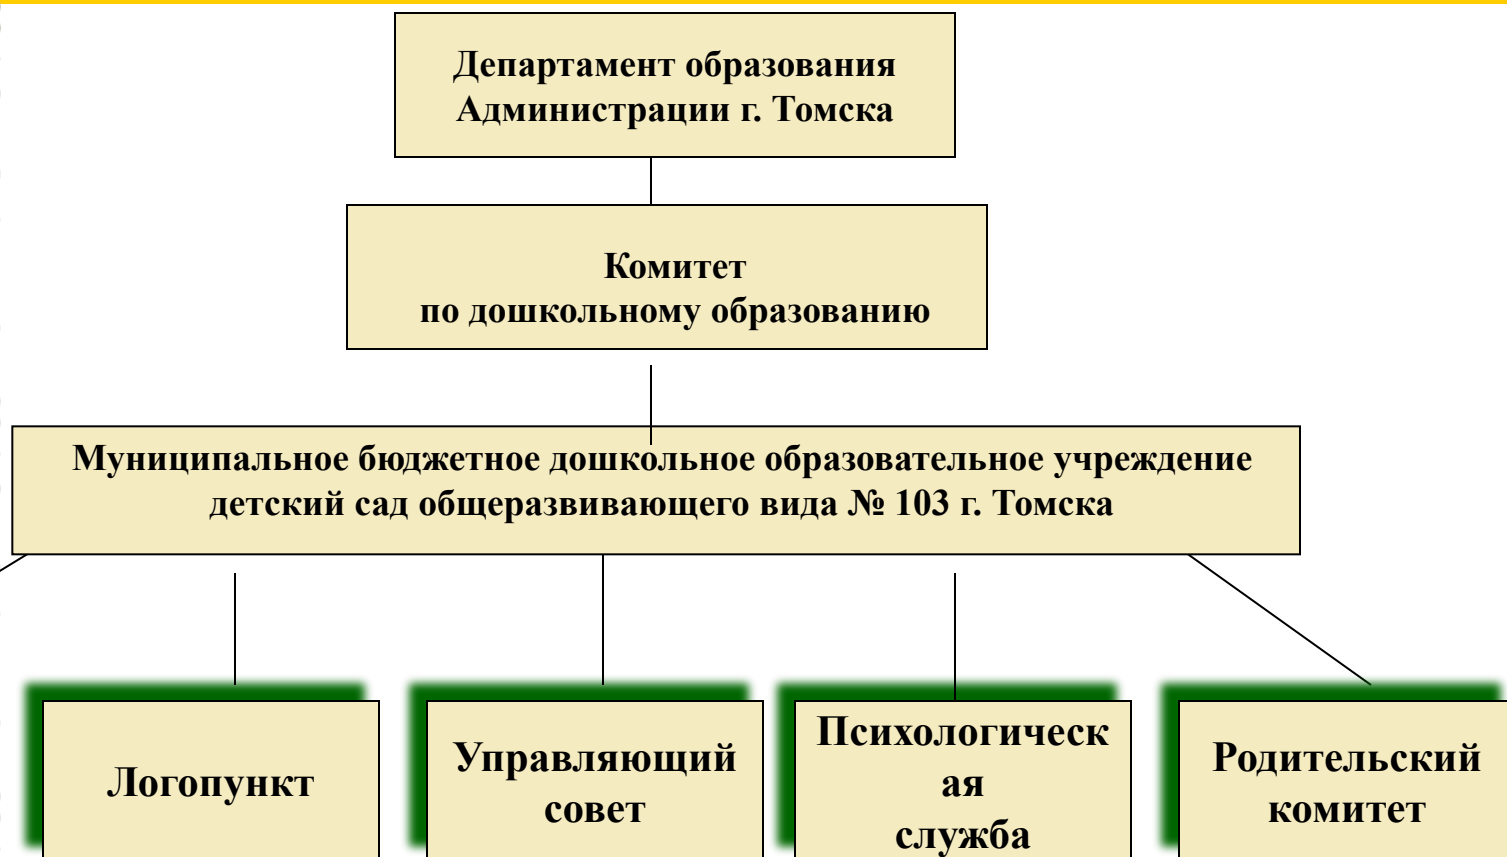 Департамент образования
Администрации г. Томска
Комитет
по дошкольному образованию
Муниципальное бюджетное дошкольное образовательное учреждение
детский сад общеразвивающего вида № 103 г. Томска
Логопункт
Управляющий
совет
Психологическ
ая
служба
Родительский
комитет